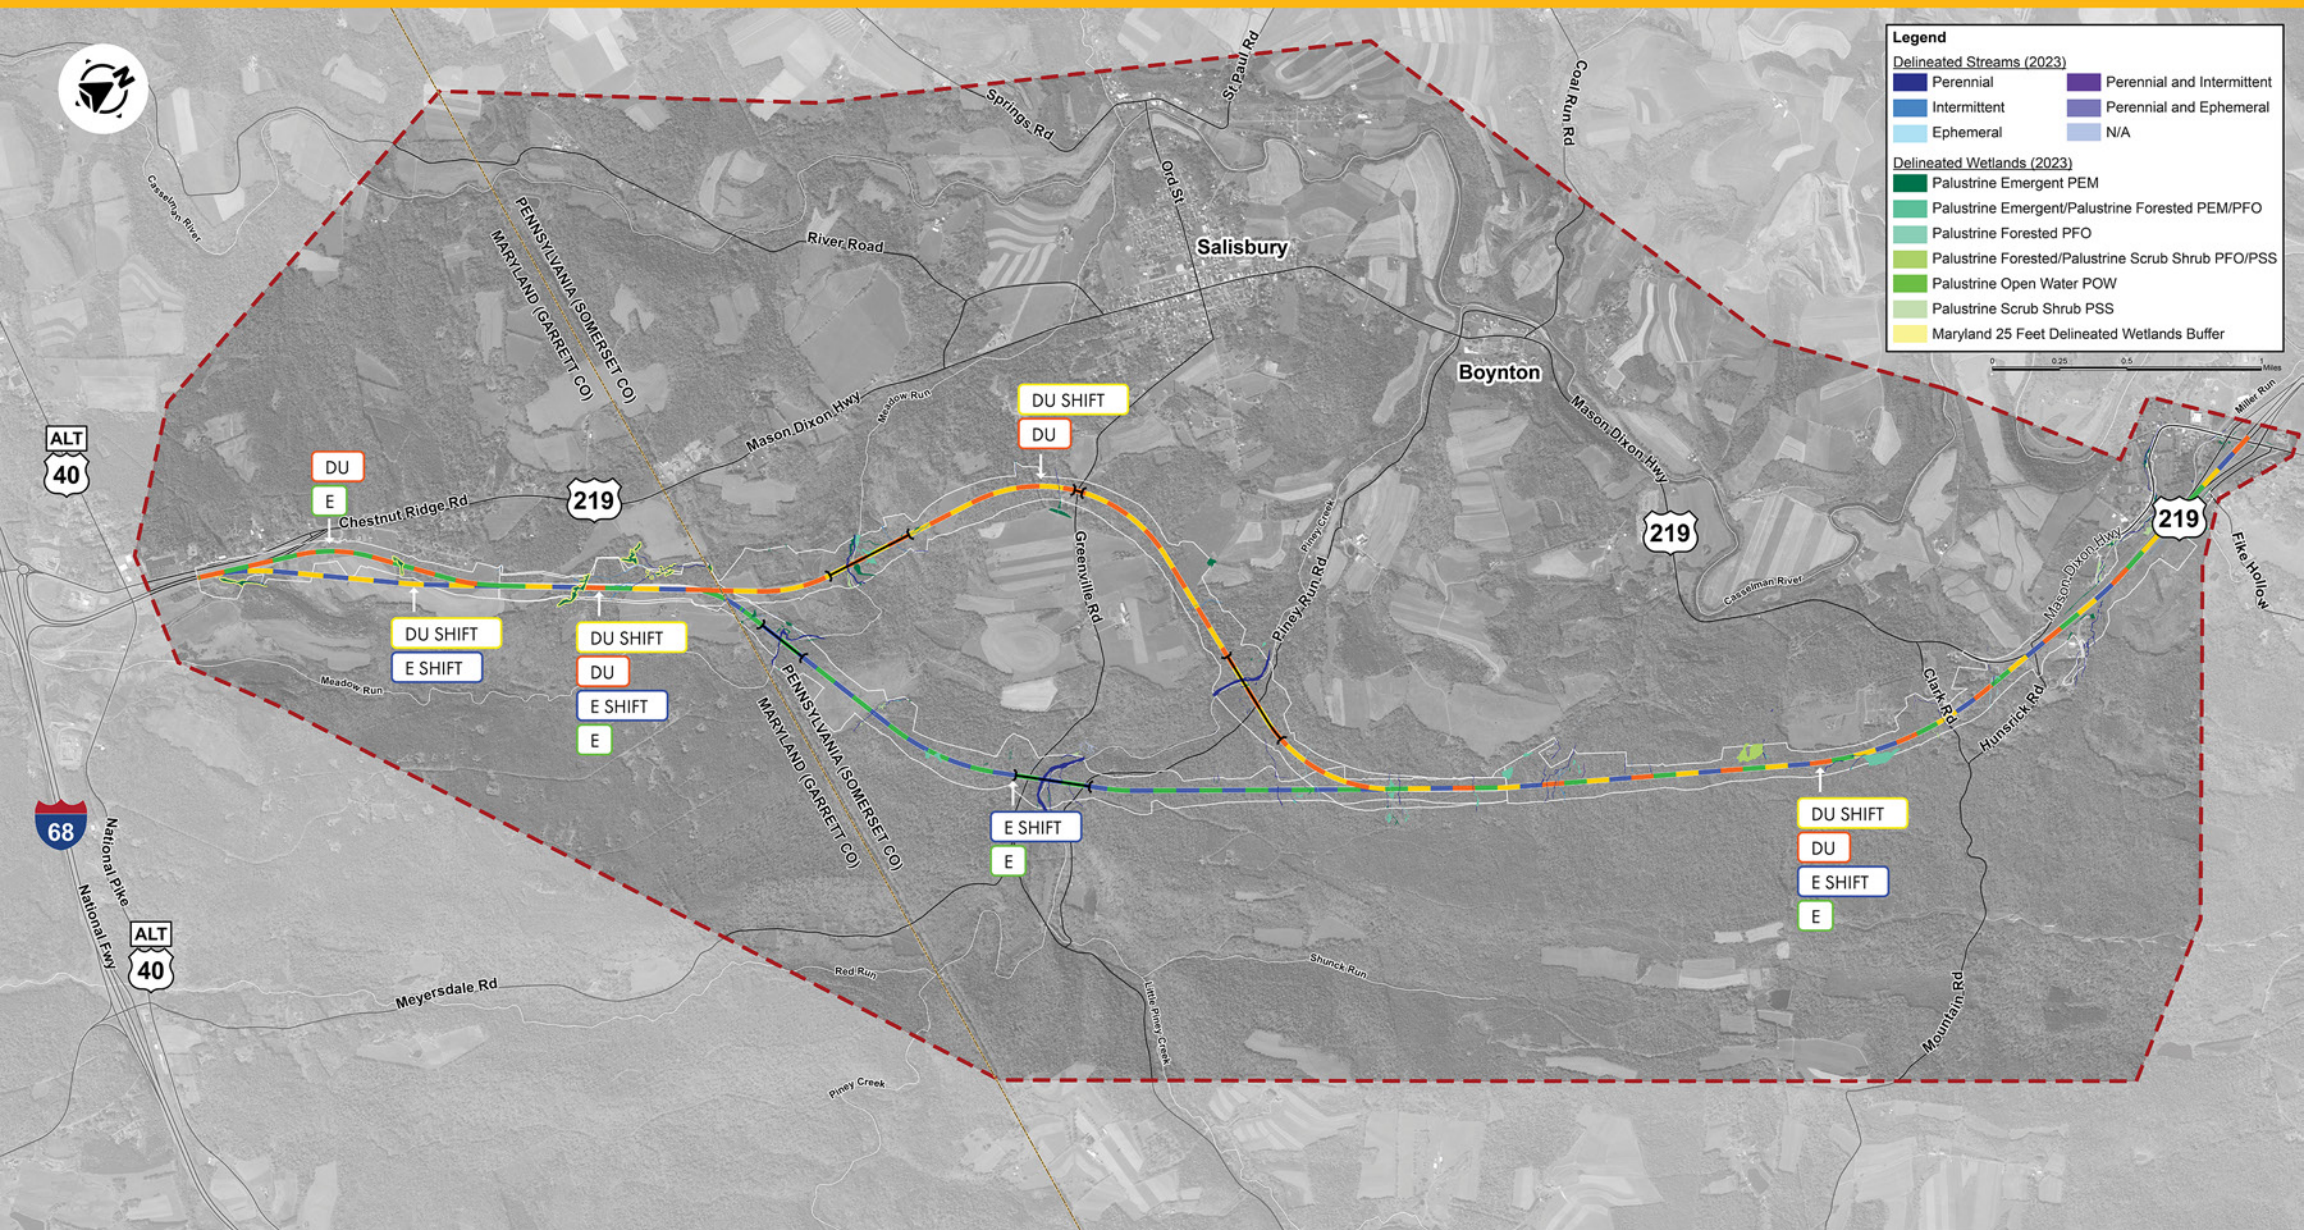 N
Legend
Delineated Streams (2023)
Perennial
Perennial and Intermittent
Intermittent
Perennial and Ephemeral
Ephemeral
N/A
Delineated Wetlands (2023)
Palustrine Emergent PEM
Palustrine Emergent/Palustrine Forested PEM/PFO
Palustrine Forested PFO
Palustrine Forested/Palustrine Scrub Shrub PFO/PSS
Palustrine Open Water POW
Palustrine Scrub Shrub PSS
Maryland 25 Feet Delineated Wetlands Buffer
0 0.25 0.5 1
Miles
St Paul Rd
Springs Rd
Coal Run Rd
Casselman River
Ord St
PENNSYLVANIA (SOMERSET CO)
MARYLAND (GARRETT CO)
River Road
Salisbury
Boynton
Miller Run
Mason Dixon Hwy
Meadow Run
DU SHIFT
DU
Mason Dixon Hwy
ALT
40
DU
E
Chestnut Ridge Rd
219
219
219
Piney Creek
Greenville Rd
Piney Run Rd
Casselman River
Mason Dixon Hwy
Fike Hollow
DU SHIFT
E SHIFT
DU SHIFT
DU
E SHIFT
E
Meadow Run
PENNSYLVANIA (SOMERSET CO)
MARYLAND (GARRETT CO)
Clark Rd
Hunsrick Rd
E SHIFT
E
DU SHIFT
DU
E SHIFT
E
68
National Pike
National Fwy
ALT
40
Meyersdale Rd
Red Run
Shunck Run
Little Piney Creek
Piney Creek
Mountain Rd